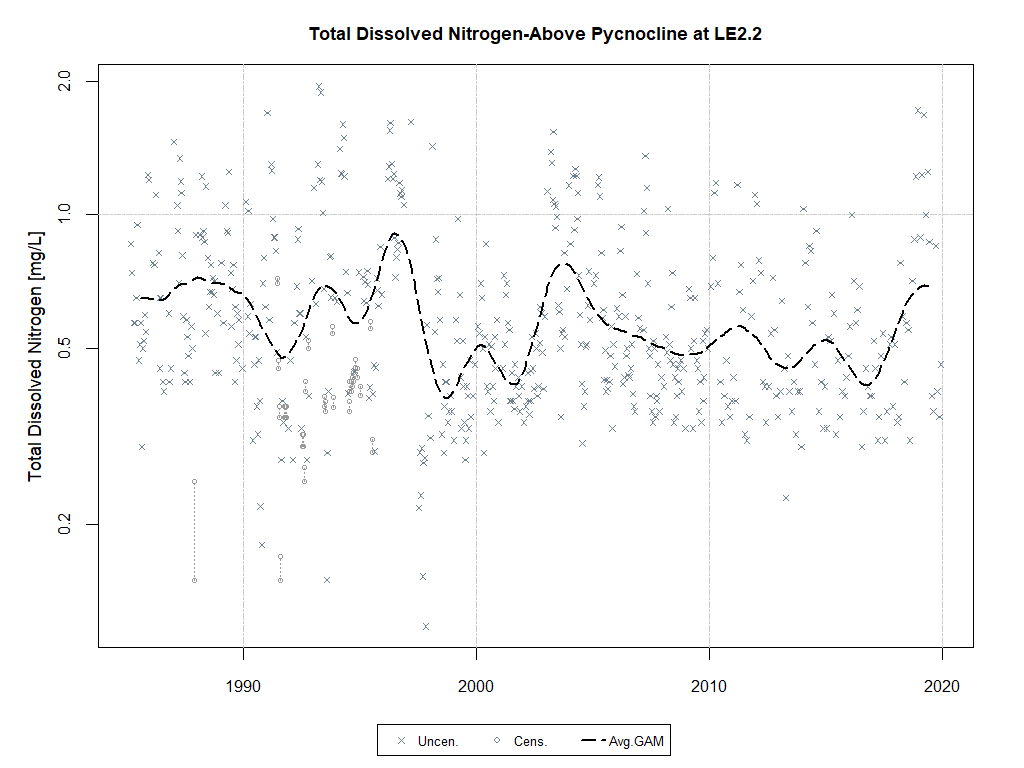 Total Dissolved Nitrogen-Above Pycnocline at LE2.2
Total Dissolved Nitrogen [mg/L]
2.0
1.0
0.5
0.2
1990 2000 2010 2020
Uncen. Cens. Avg.GAM